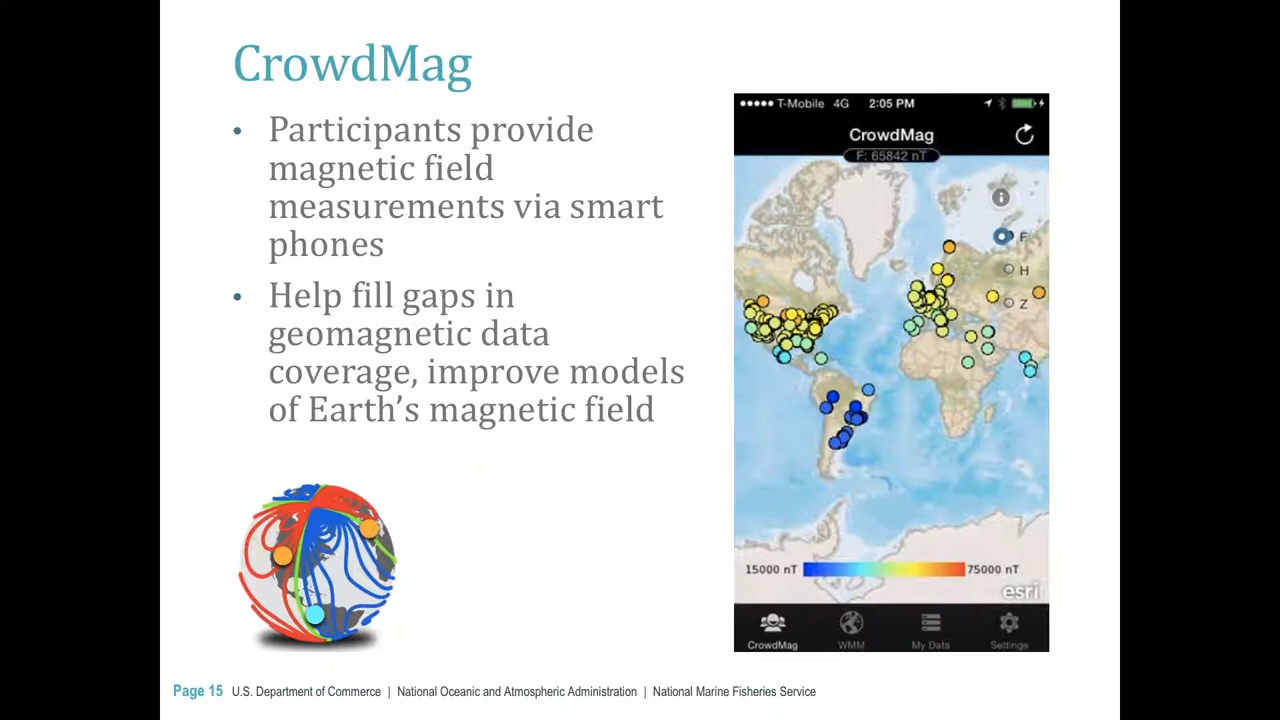 CrowdMag
• Participants provide
magnetic field
measurements via smart
phones
• Help fill gaps in
geomagnetic data
coverage, improve models
of Earth’s magnetic field
T-Mobile 4G 2:05 PM
CrowdMag
F: 65842 nT
F
H
Z
15000 nT 75000 nT
esri
CrowdMag WMM My Data Settings
Page 15 U.S. Department of Commerce | National Oceanic and Atmospheric Administration | National Marine Fisheries Service